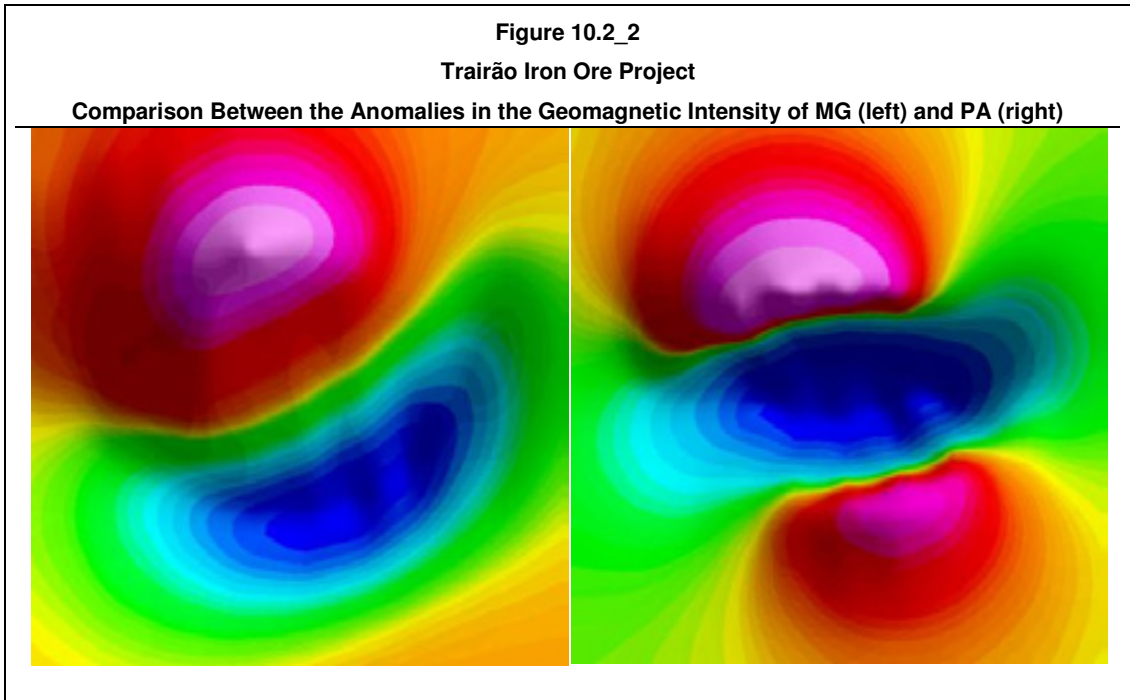 Figure 10.2_2
Trairão Iron Ore Project
Comparison Between the Anomalies in the Geomagnetic Intensity of MG (left) and PA (right)